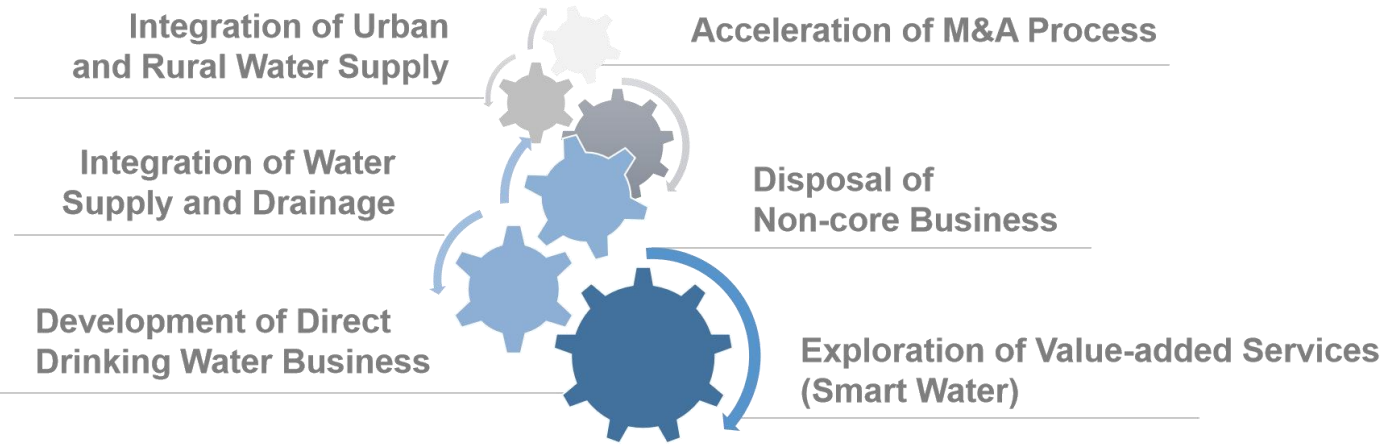 Integration of Urban
and Rural Water Supply
Acceleration of M&A Process
Integration of Water
Supply and Drainage
Disposal of
Non-core Business
Development of Direct
Drinking Water Business
Exploration of Value-added Services
(Smart Water)